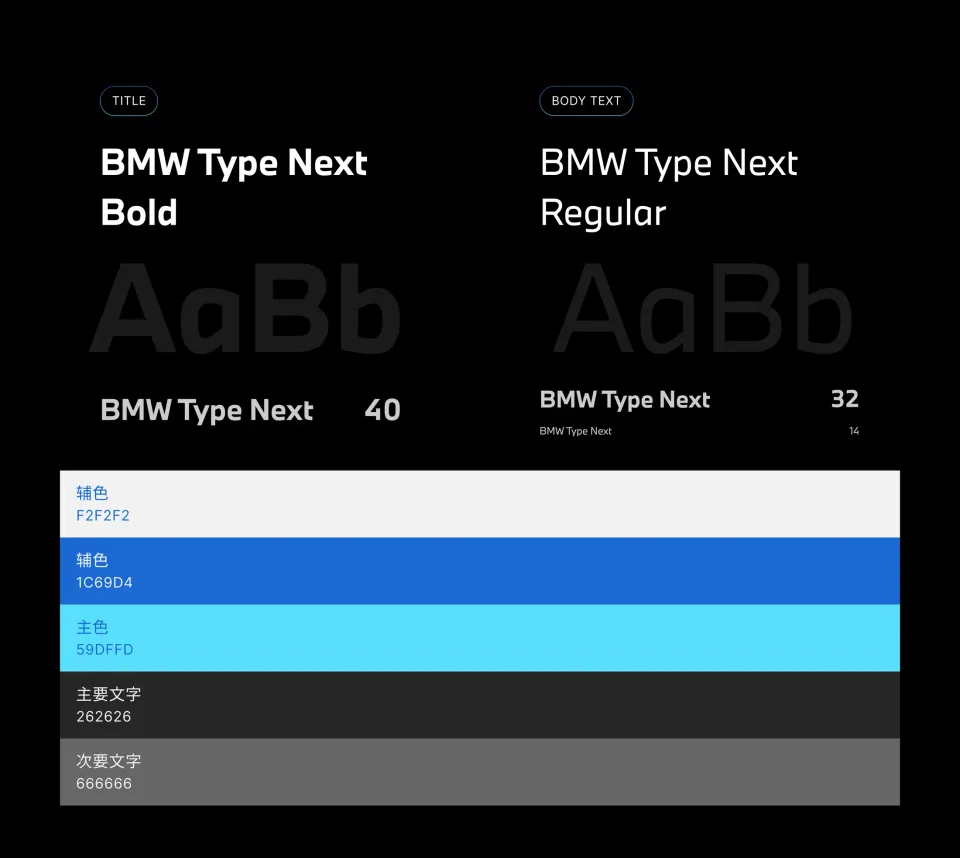 TITLE
BMW Type Next
Bold
AaBb
BMW Type Next 40
BODY TEXT
BMW Type Next
Regular
AaBb
BMW Type Next 32
BMW Type Next 14
辅色
F2F2F2
辅色
1C69D4
主色
59DFFD
主要文字
262626
次要文字
666666